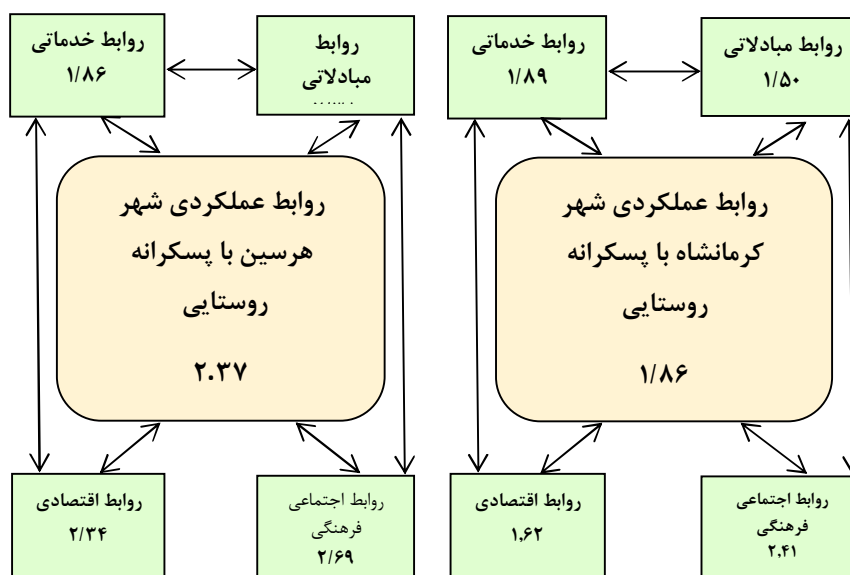 روابط خدماتی
۱/۸۶
روابط
مبادلاتی
روابط عملکردی شهر
هرسین با پسکرانه
روستایی
۲.۳۷
روابط اقتصادی
۲/۳۴
روابط اجتماعی
فرهنگی
۲/۶۹
روابط خدماتی
۱/۸۹
روابط مبادلاتی
۱/۵۰
روابط عملکردی شهر
کرمانشاه با پسکرانه
روستایی
۱/۸۶
روابط اقتصادی
۱,۶۲
روابط اجتماعی
فرهنگی
۲,۴۱